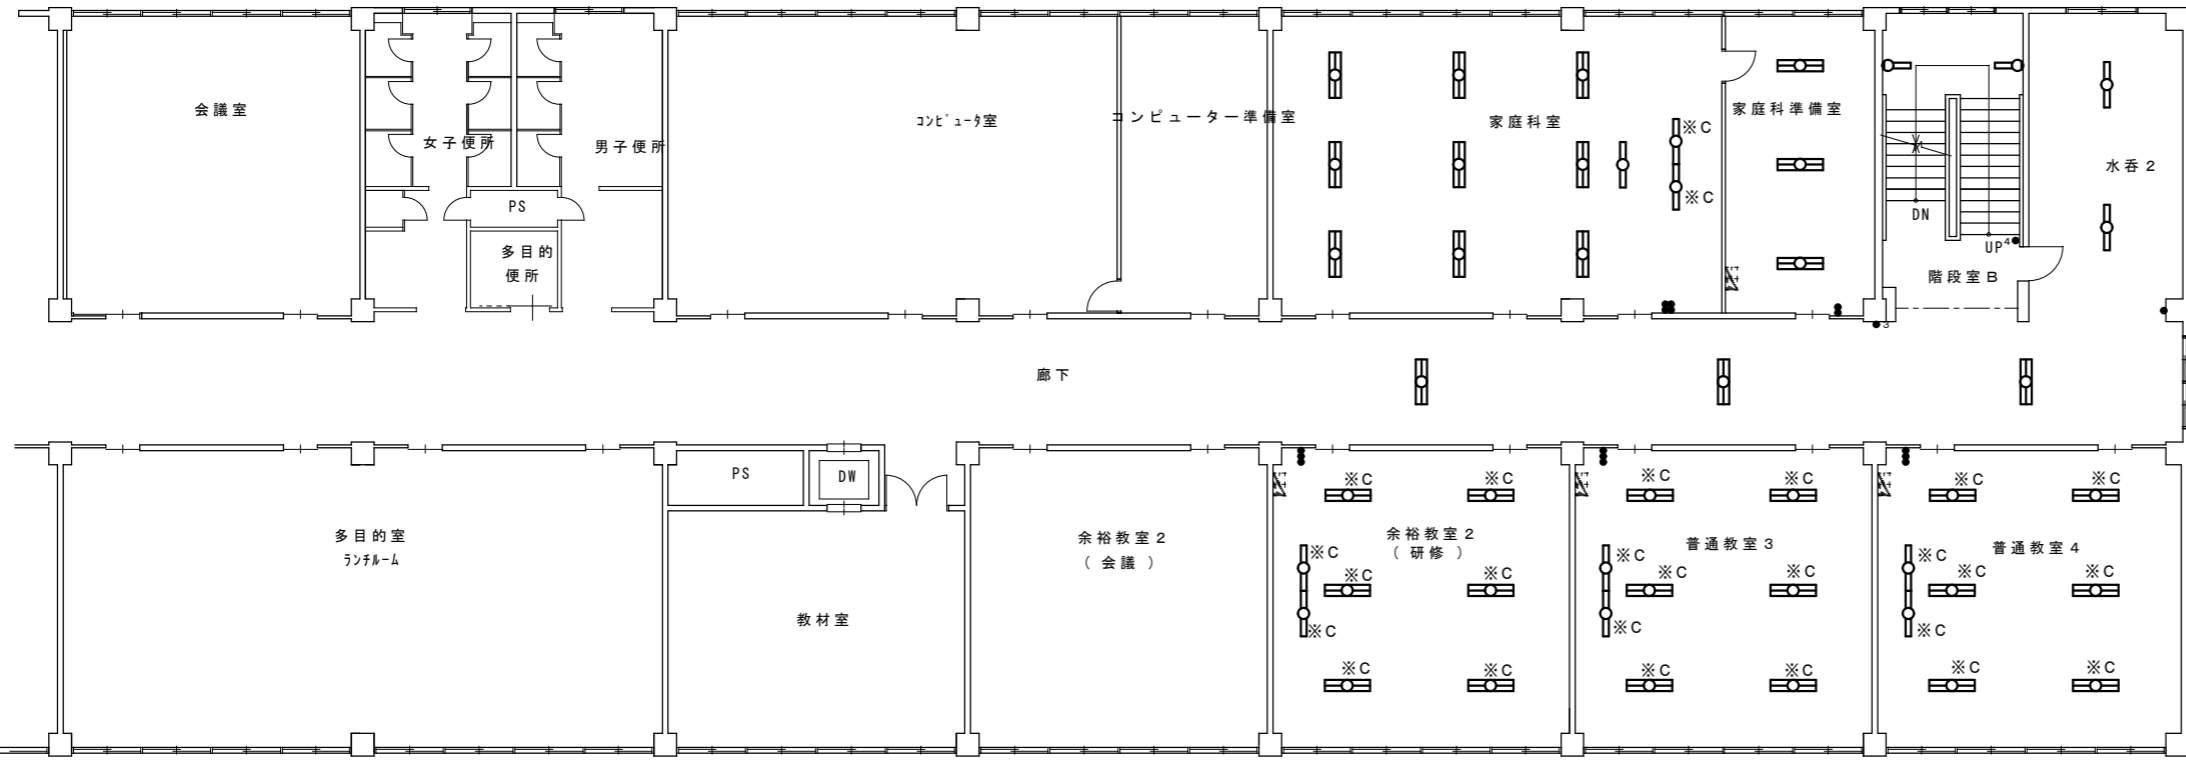 会議室
女子便所
男子便所
PS
多目的
便所
コンピュータ室
コンピューター準備室
家庭科室
※C
※C
家庭科準備室
DN
UP
4
階段室B
水呑2
3
廊下
多目的室
ランチルーム
PS
DW
教材室
余裕教室2
(会議)
余裕教室2
(研修)
※C
※C
※C
※C
※C
※C
※C
※C
普通教室3
※C
※C
※C
※C
※C
※C
※C
※C
普通教室4
※C
※C
※C
※C
※C
※C
※C
※C